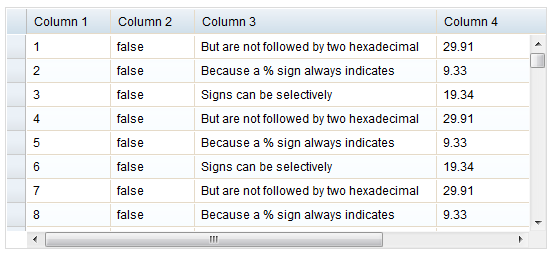 Column 1 Column 2 Column 3 Column 4
1 false But are not followed by two hexadecimal 29.91
2 false Because a % sign always indicates 9.33
3 false Signs can be selectively 19.34
4 false But are not followed by two hexadecimal 29.91
5 false Because a % sign always indicates 9.33
6 false Signs can be selectively 19.34
7 false But are not followed by two hexadecimal 29.91
8 false Because a % sign always indicates 9.33